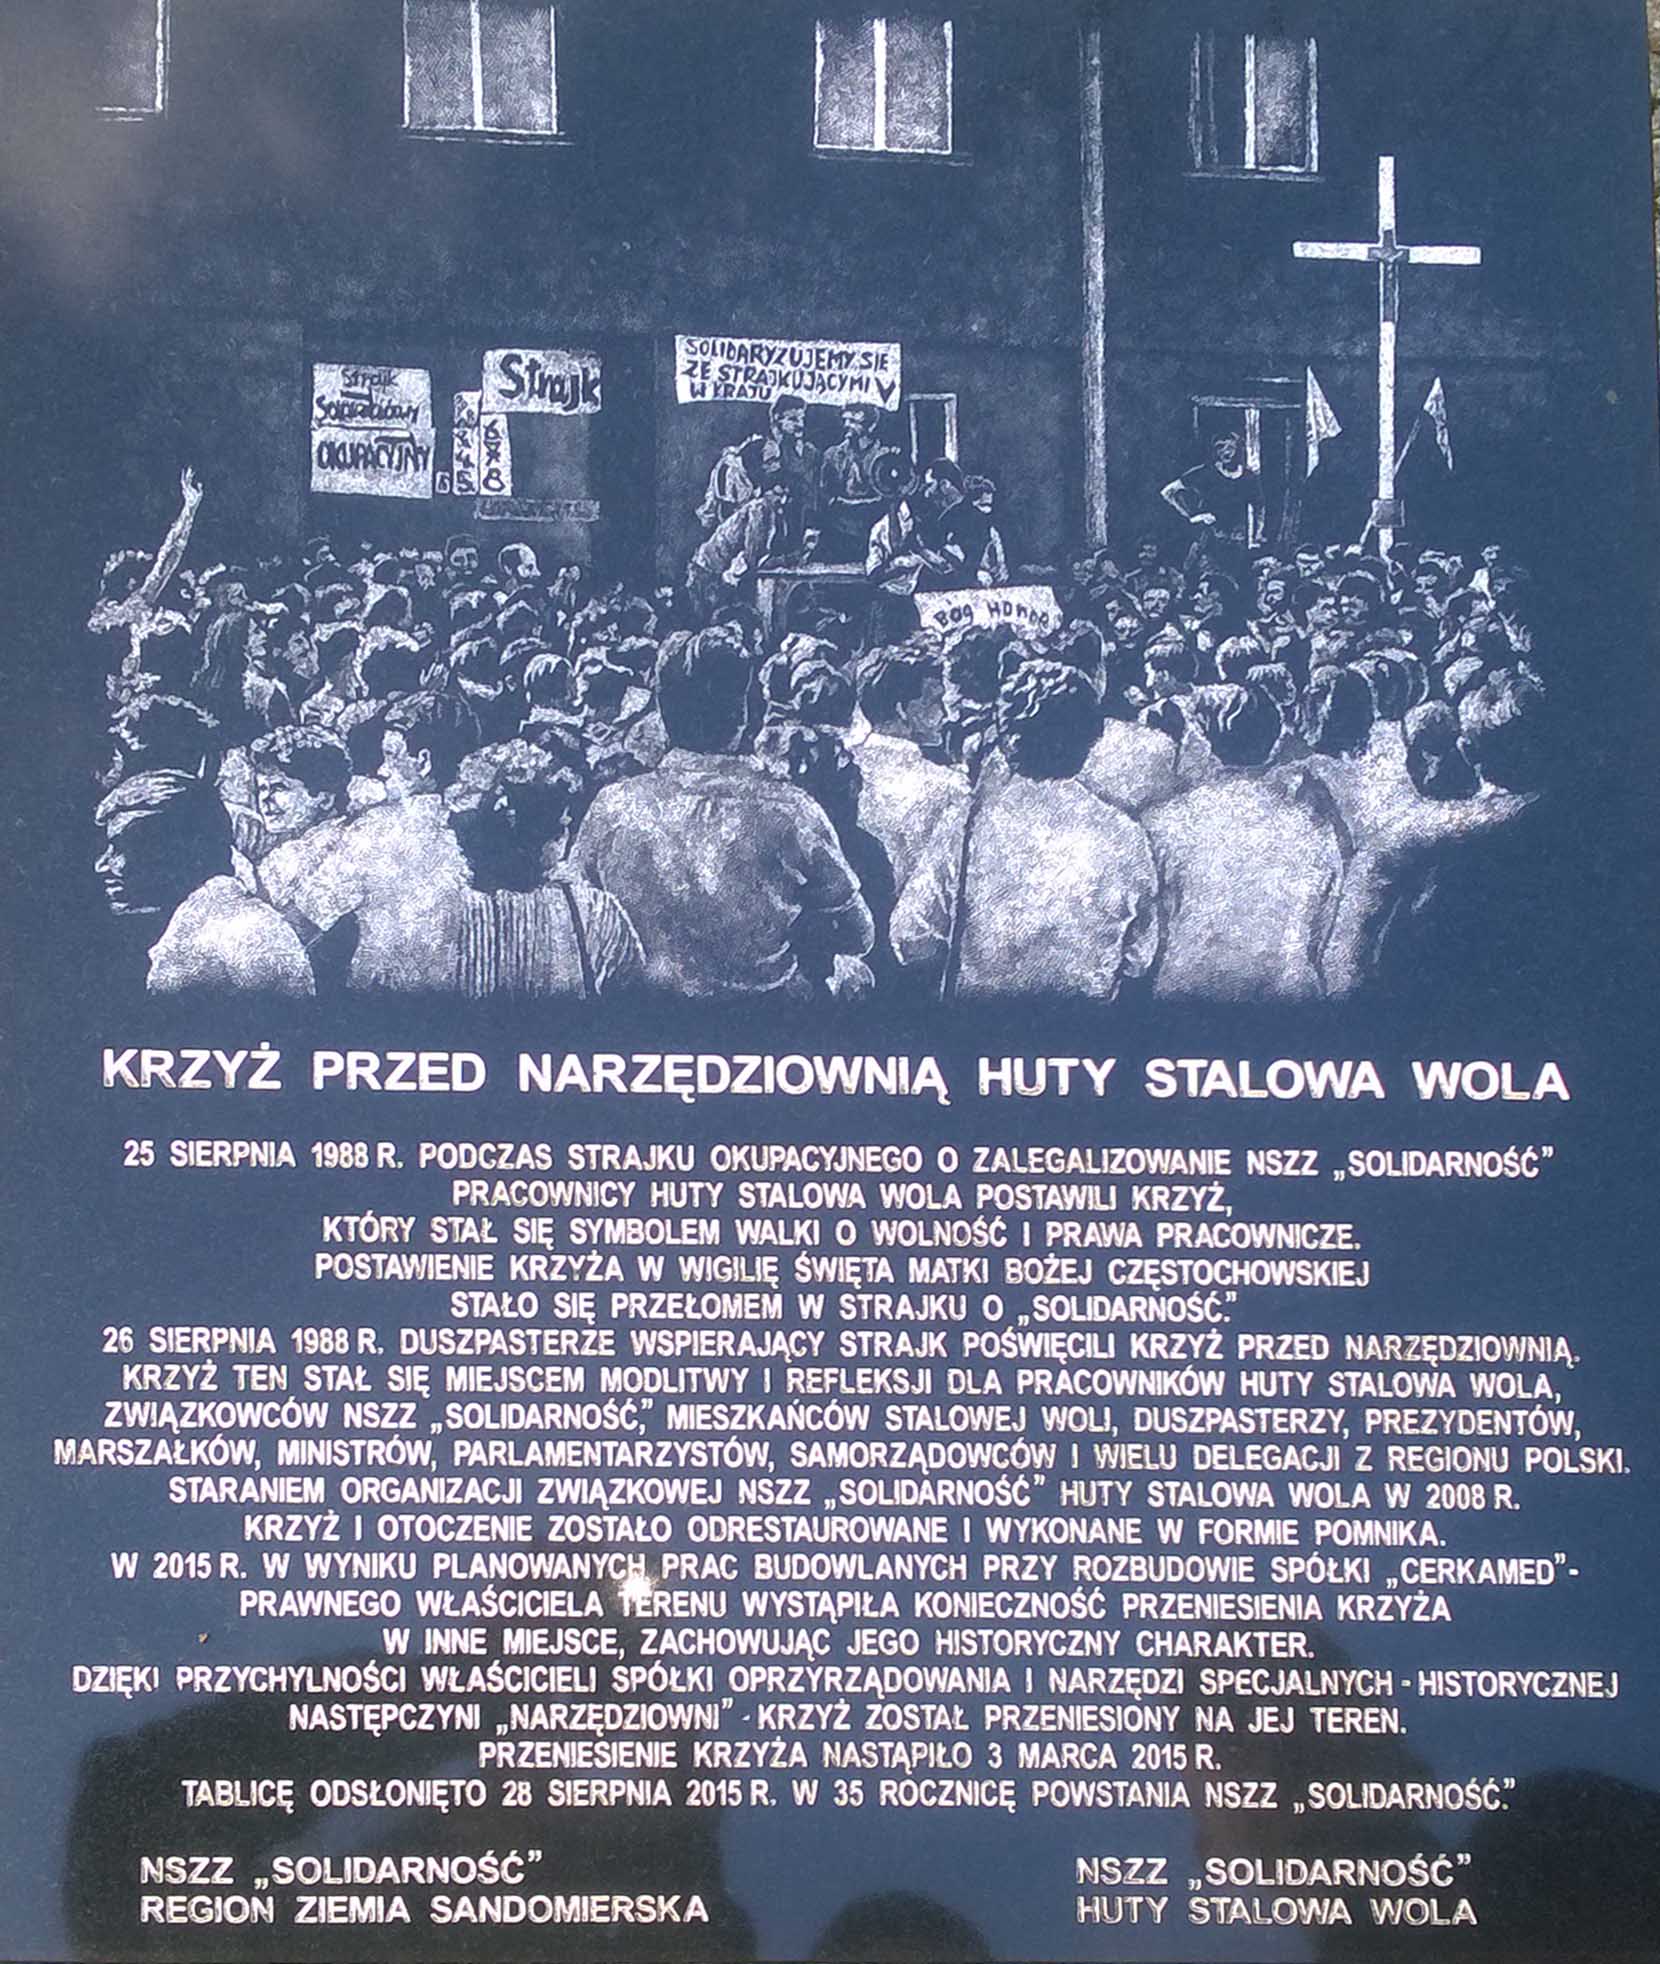 Strajk
OKUPACYJNY
Strajk
SOLIDARYZUJEMY SIĘ
ZE STRAJKUJĄCYMI
W KRAJU
Bóg Honor
KRZYŻ PRZED NARZĘDZIOWNIĄ HUTY STALOWA WOLA
25 SIERPNIA 1988 R. PODCZAS STRAJKU OKUPACYJNEGO O ZALEGALIZOWANIE NSZZ „SOLIDARNOŚĆ”
PRACOWNICY HUTY STALOWA WOLA POSTAWILI KRZYŻ,
KTÓRY STAŁ SIĘ SYMBOLEM WALKI O WOLNOŚĆ I PRAWA PRACOWNICZE.
POSTAWIENIE KRZYŻA W WIGILIĘ ŚWIĘTA MATKI BOŻEJ CZĘSTOCHOWSKIEJ
STAŁO SIĘ PRZEŁOMEM W STRAJKU O „SOLIDARNOŚĆ”.
26 SIERPNIA 1988 R. DUSZPASTERZE WSPIERAJĄCY STRAJK POŚWIĘCILI KRZYŻ PRZED NARZĘDZIOWNIĄ.
KRZYŻ TEN STAŁ SIĘ MIEJSCEM MODLITWY I REFLEKSJI DLA PRACOWNIKÓW HUTY STALOWA WOLA,
ZWIĄZKOWCÓW NSZZ „SOLIDARNOŚĆ”, MIESZKAŃCÓW STALOWEJ WOLI, DUSZPASTERZY, PREZYDENTÓW,
MARSZAŁKÓW, MINISTRÓW, PARLAMENTARZYSTÓW, SAMORZĄDOWCÓW I WIELU DELEGACJI Z REGIONU POLSKI.
STARANIEM ORGANIZACJI ZWIĄZKOWEJ NSZZ „SOLIDARNOŚĆ” HUTY STALOWA WOLA W 2008 R.
KRZYŻ I OTOCZENIE ZOSTAŁO ODRESTAUROWANE I WYKONANE W FORMIE POMNIKA.
W 2015 R. W WYNIKU PLANOWANYCH PRAC BUDOWLANYCH PRZY ROZBUDOWIE SPÓŁKI „CERKAMED”-
PRAWNEGO WŁAŚCICIELA TERENU WYSTĄPIŁA KONIECZNOŚĆ PRZENIESIENIA KRZYŻA
W INNE MIEJSCE, ZACHOWUJĄC JEGO HISTORYCZNY CHARAKTER.
DZIĘKI PRZYCHYLNOŚCI WŁAŚCICIELI SPÓŁKI OPRZYRZĄDOWANIA I NARZĘDZI SPECJALNYCH - HISTORYCZNEJ
NASTĘPCZYNI „NARZĘDZIOWNI” - KRZYŻ ZOSTAŁ PRZENIESIONY NA JEJ TEREN.
PRZENIESIENIE KRZYŻA NASTĄPIŁO 3 MARCA 2015 R.
TABLICĘ ODSŁONIĘTO 28 SIERPNIA 2015 R. W 35 ROCZNICĘ POWSTANIA NSZZ „SOLIDARNOŚĆ”.
NSZZ „SOLIDARNOŚĆ”
REGION ZIEMIA SANDOMIERSKA
NSZZ „SOLIDARNOŚĆ”
HUTY STALOWA WOLA